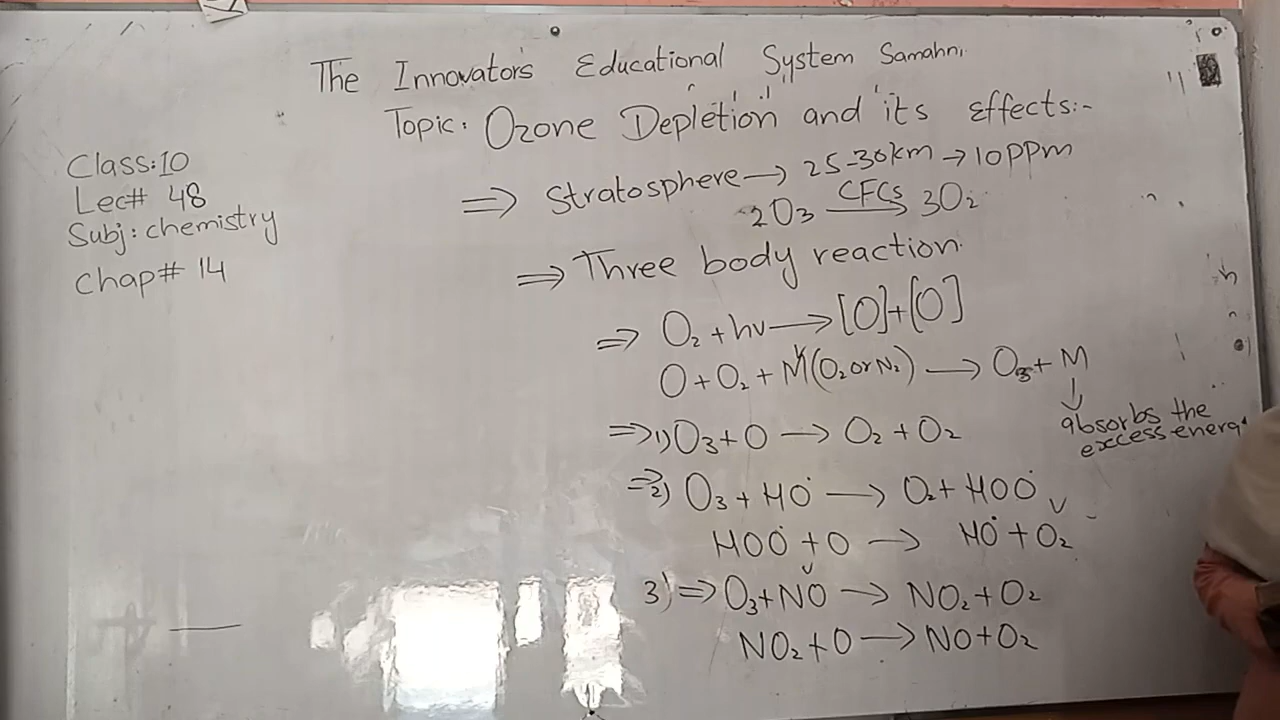 The Innovators Educational System Samahni
Topic: Ozone Depletion and its effects:-
Class:10
Lec# 48
Subj: chemistry
Chap# 14
⇒ Stratosphere → 25-30km → 10ppm
2O₃ —CFCs→ 3O₂
⇒ Three body reaction
⇒ O₂ + hν → [O]+[O]
O + O₂ + M(O₂ or N₂) → O₃ + M
↓
absorbs the
excess energy
⇒1) O₃ + O → O₂ + O₂
⇒2) O₃ + HO˙ → O₂ + HOO˙
HOO˙ + O → HO˙ + O₂
3) ⇒ O₃ + NO → NO₂ + O₂
NO₂ + O → NO + O₂